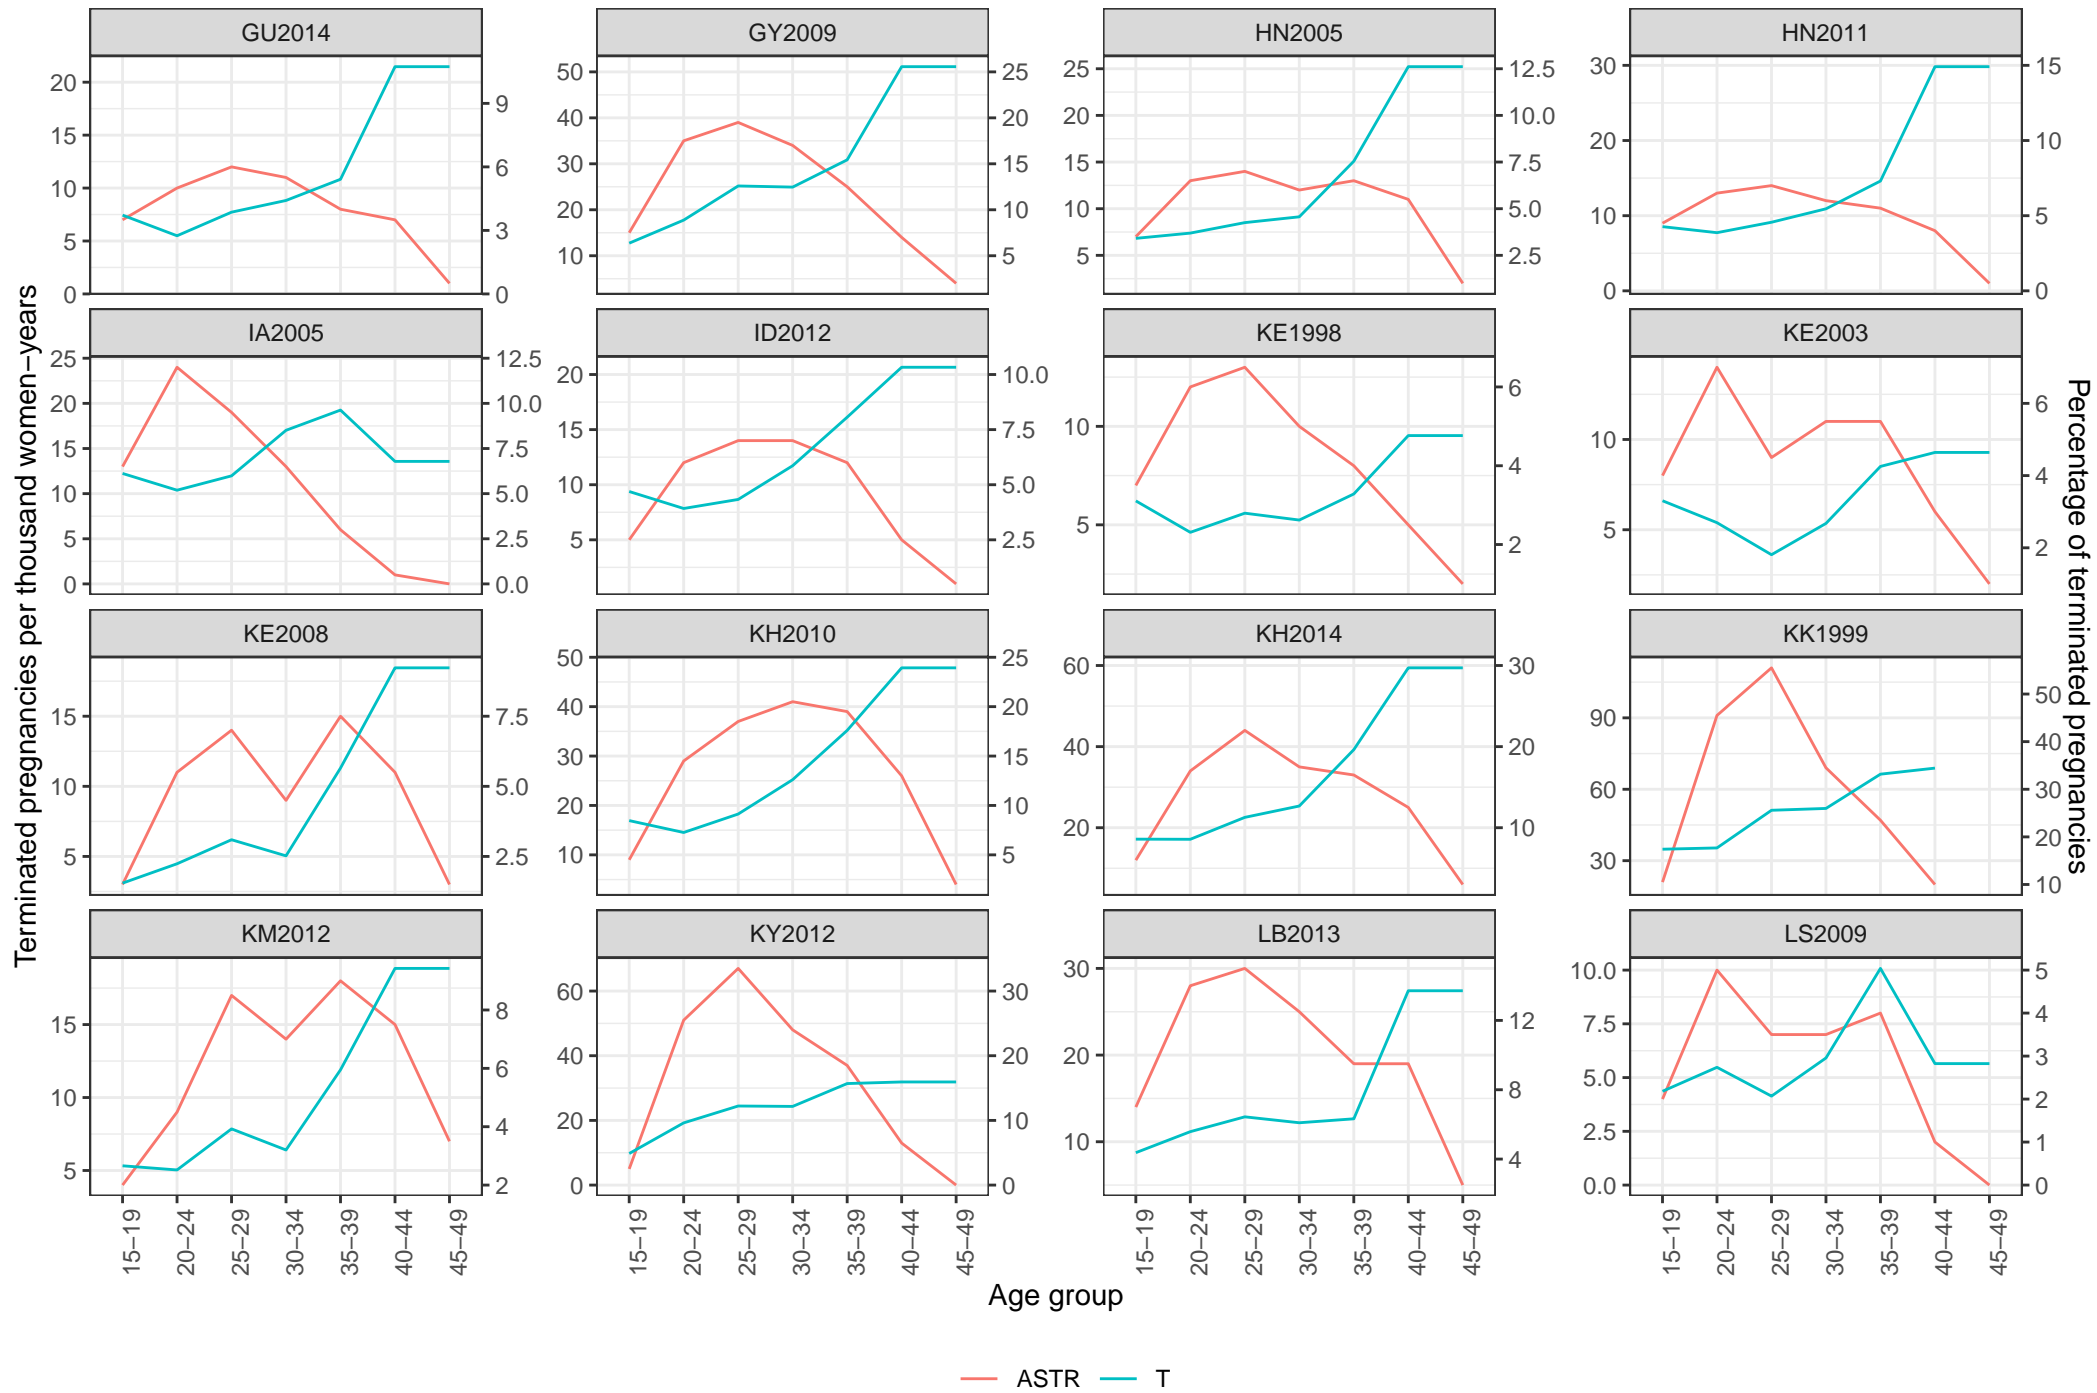 GU2014 GY2009 HN2005 HN2011
20 15 10 5 0
9 6 3 0
50 40 30 20 10
25 20 15 10 5
25 20 15 10 5
12.5 10.0 7.5 5.0 2.5
30 20 10 0
15 10 5 0
IA2005 ID2012 KE1998 KE2003
25 20 15 10 5 0
12.5 10.0 7.5 5.0 2.5 0.0
20 15 10 5
10.0 7.5 5.0 2.5
10 5
6 4 2
10 5
6 4 2
KE2008 KH2010 KH2014 KK1999
15 10 5
7.5 5.0 2.5
50 40 30 20 10
25 20 15 10 5
60 40 20
30 20 10
90 60 30
50 40 30 20 10
KM2012 KY2012 LB2013 LS2009
15 10 5
8 6 4 2
60 40 20 0
30 20 10 0
30 20 10
12 8 4
10.0 7.5 5.0 2.5 0.0
5 4 3 2 1 0
15−19 20−24 25−29 30−34 35−39 40−44 45−49
15−19 20−24 25−29 30−34 35−39 40−44 45−49
15−19 20−24 25−29 30−34 35−39 40−44 45−49
15−19 20−24 25−29 30−34 35−39 40−44 45−49
Terminated pregnancies per thousand women−years
Percentage of terminated pregnancies
Age group
ASTR T